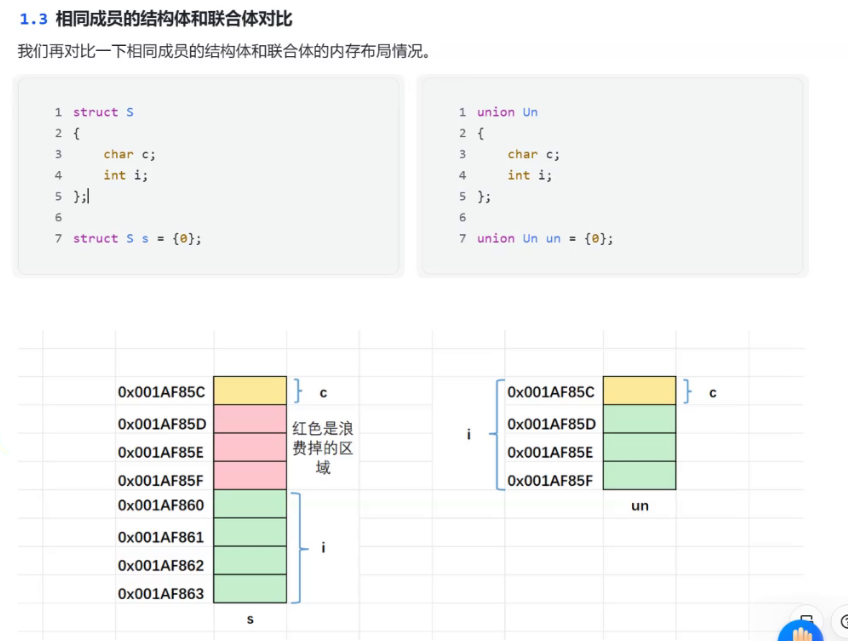 1.3 相同成员的结构体和联合体对比
我们再对比一下相同成员的结构体和联合体的内存布局情况。
1 struct S
2 {
3 char c;
4 int i;
5 };
6
7 struct S s = {0};
1 union Un
2 {
3 char c;
4 int i;
5 };
6
7 union Un un = {0};
0x001AF85C
c
0x001AF85D
0x001AF85E
0x001AF85F
红色是浪
费掉的区
域
0x001AF860
0x001AF861
0x001AF862
0x001AF863
i
s
0x001AF85C
c
0x001AF85D
0x001AF85E
0x001AF85F
i
un